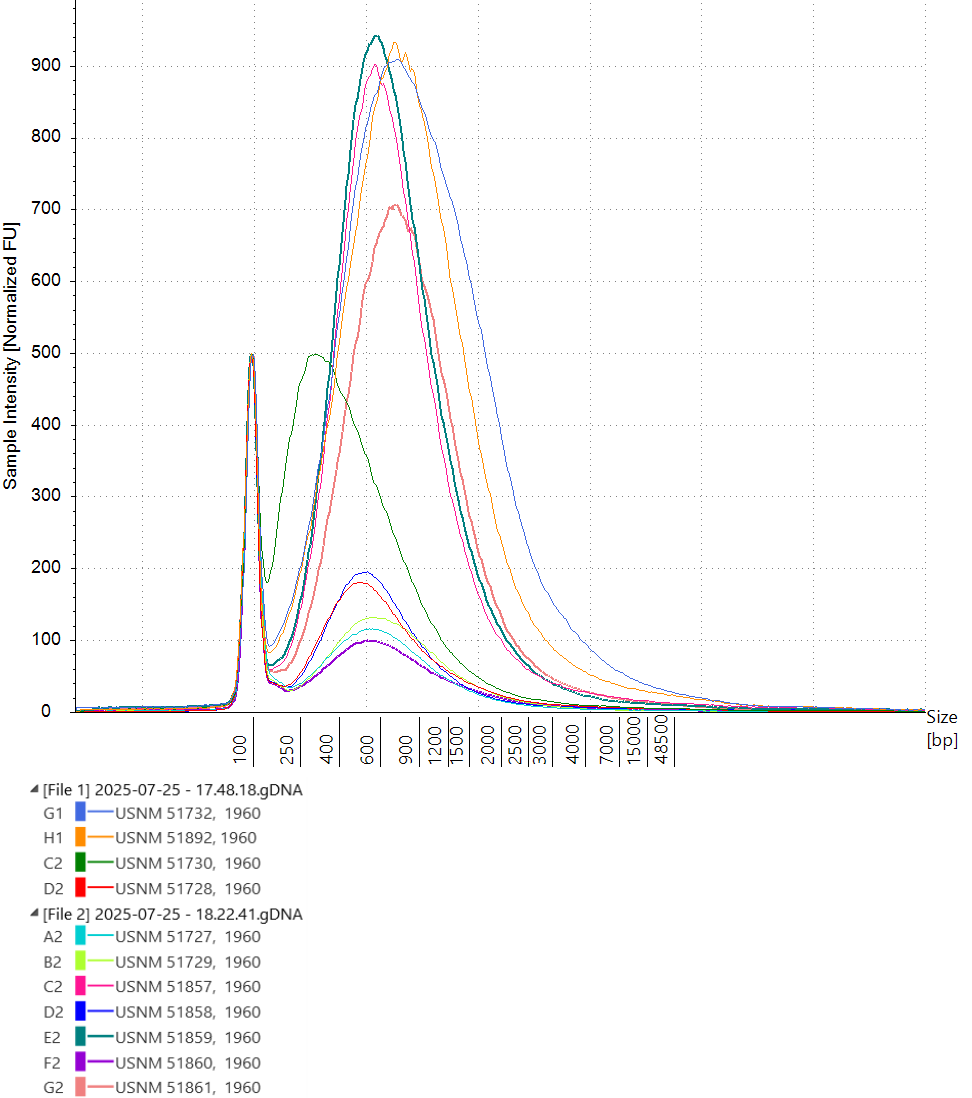 900
800
700
600
500
400
300
200
100
0
Sample Intensity [Normalized FU]
100
250
400
600
900
1200
1500
2000
2500
3000
4000
7000
15000
48500
Size
[bp]
[File 1] 2025-07-25 - 17.48.18.gDNA
G1 USNM 51732, 1960
H1 USNM 51892, 1960
C2 USNM 51730, 1960
D2 USNM 51728, 1960
[File 2] 2025-07-25 - 18.22.41.gDNA
A2 USNM 51727, 1960
B2 USNM 51729, 1960
C2 USNM 51857, 1960
D2 USNM 51858, 1960
E2 USNM 51859, 1960
F2 USNM 51860, 1960
G2 USNM 51861, 1960